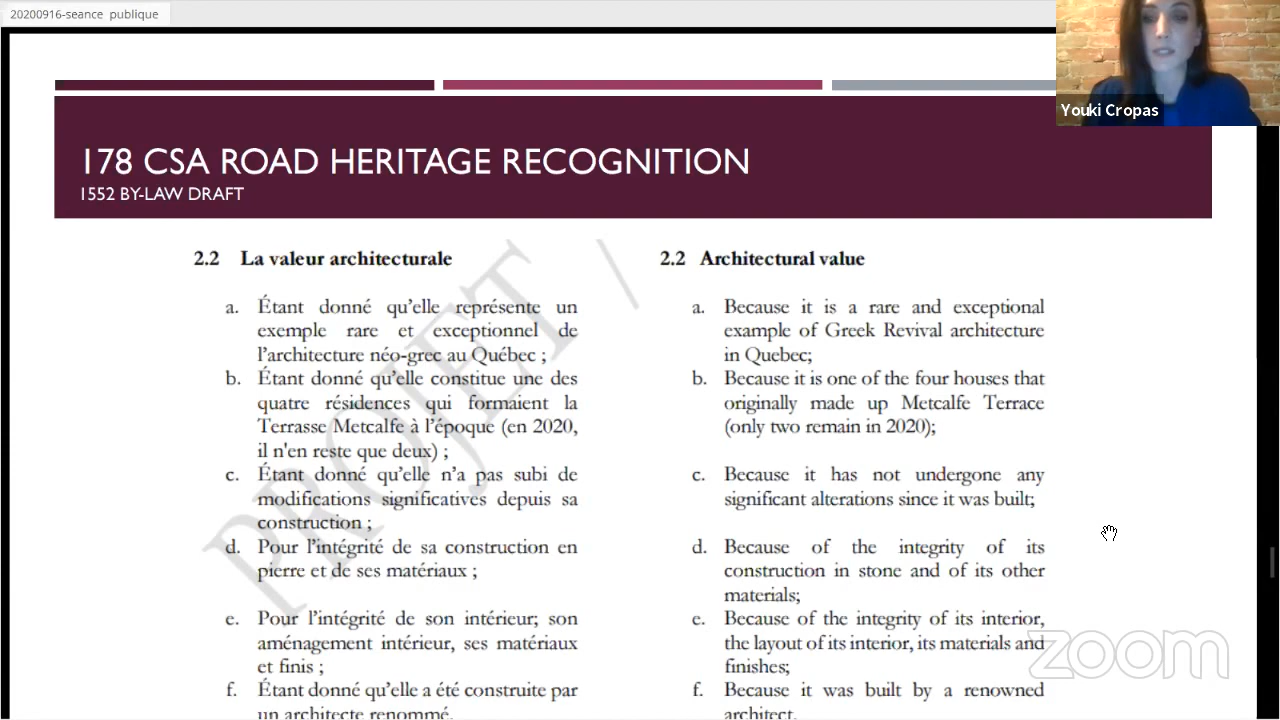 20200916-seance publique
Youki Cropas
178 CSA ROAD HERITAGE RECOGNITION
1552 BY-LAW DRAFT
2.2 La valeur architecturale
a. Étant donné qu'elle représente un
exemple rare et exceptionnel de
l'architecture néo-grec au Québec ;
b. Étant donné qu'elle constitue une des
quatre résidences qui formaient la
Terrasse Metcalfe à l'époque (en 2020,
il n'en reste que deux) ;
c. Étant donné qu'elle n'a pas subi de
modifications significatives depuis sa
construction ;
d. Pour l'intégrité de sa construction en
pierre et de ses matériaux ;
e. Pour l'intégrité de son intérieur; son
aménagement intérieur, ses matériaux
et finis ;
f. Étant donné qu'elle a été construite par
un architecte renommé.
2.2 Architectural value
a. Because it is a rare and exceptional
example of Greek Revival architecture
in Quebec;
b. Because it is one of the four houses that
originally made up Metcalfe Terrace
(only two remain in 2020);
c. Because it has not undergone any
significant alterations since it was built;
d. Because of the integrity of its
construction in stone and of its other
materials;
e. Because of the integrity of its interior,
the layout of its interior, its materials and
finishes;
f. Because it was built by a renowned
architect.
PROJET /
zoom